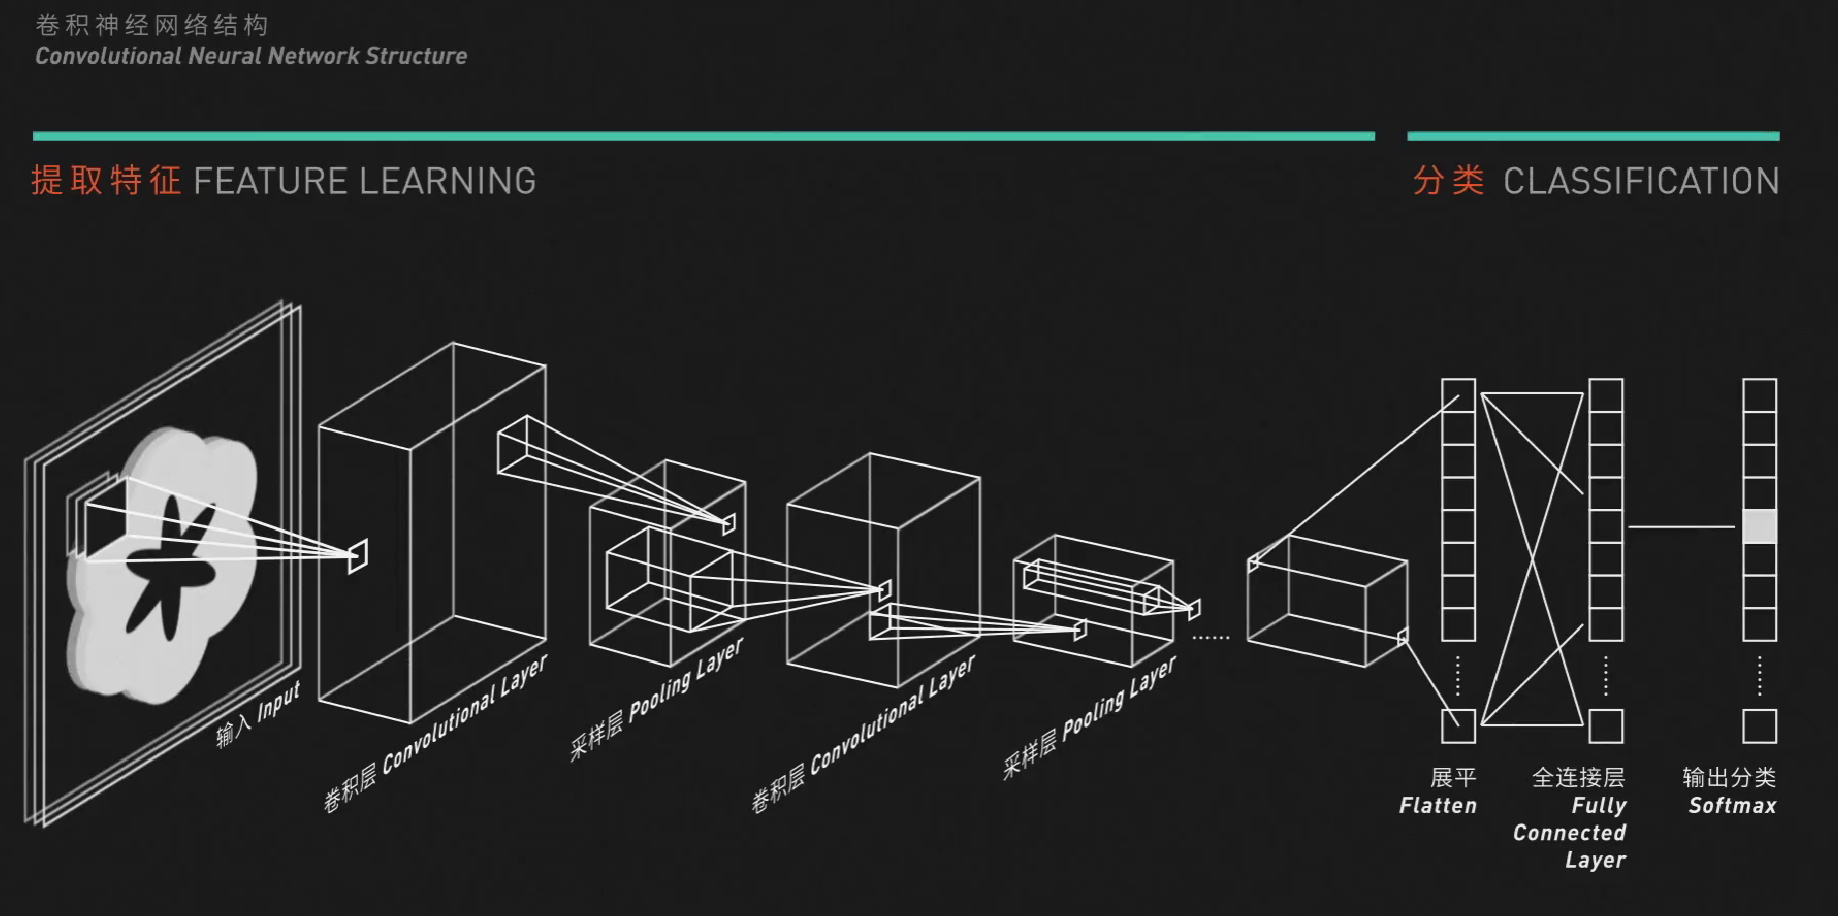 卷积神经网络结构
Convolutional Neural Network Structure
提取特征 FEATURE LEARNING
分类 CLASSIFICATION
输入 Input
卷积层 Convolutional Layer
采样层 Pooling Layer
卷积层 Convolutional Layer
采样层 Pooling Layer
......
展平
Flatten
全连接层
Fully
Connected
Layer
输出分类
Softmax